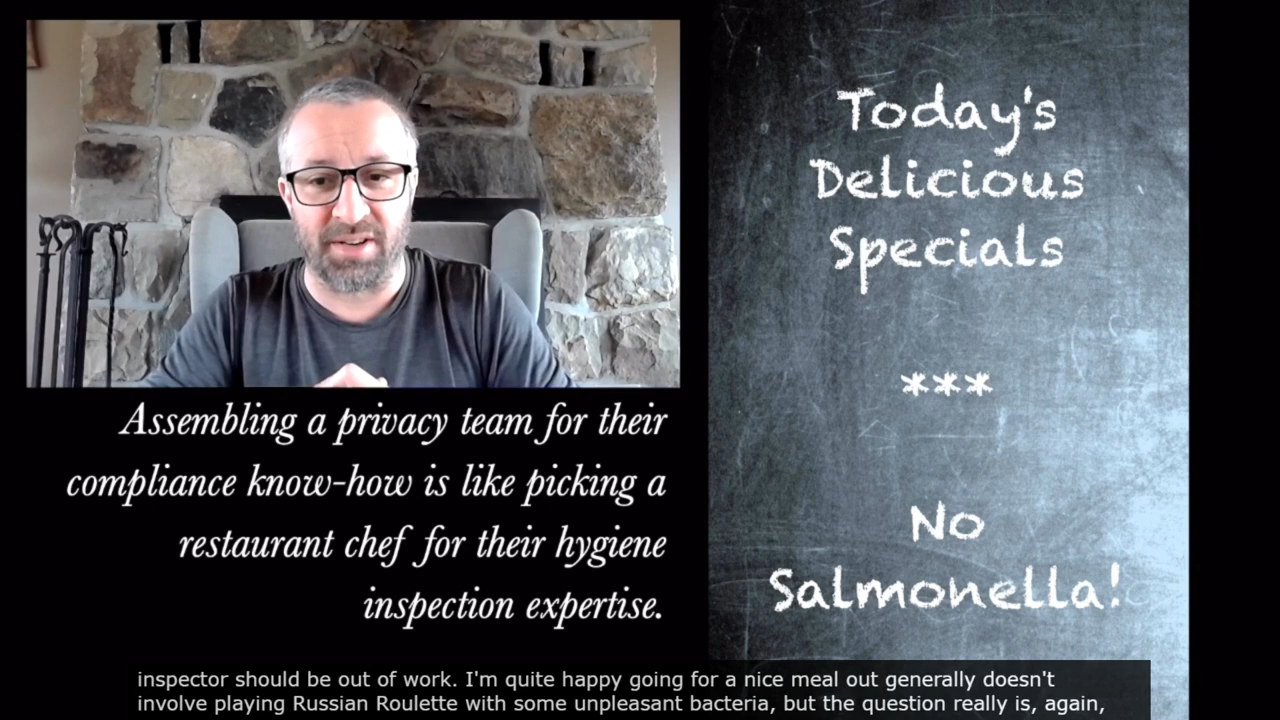 Assembling a privacy team for their
compliance know-how is like picking a
restaurant chef for their hygiene
inspection expertise.
Today's
Delicious
Specials
***
No
Salmonella!
inspector should be out of work. I'm quite happy going for a nice meal out generally doesn't
involve playing Russian Roulette with some unpleasant bacteria, but the question really is, again,